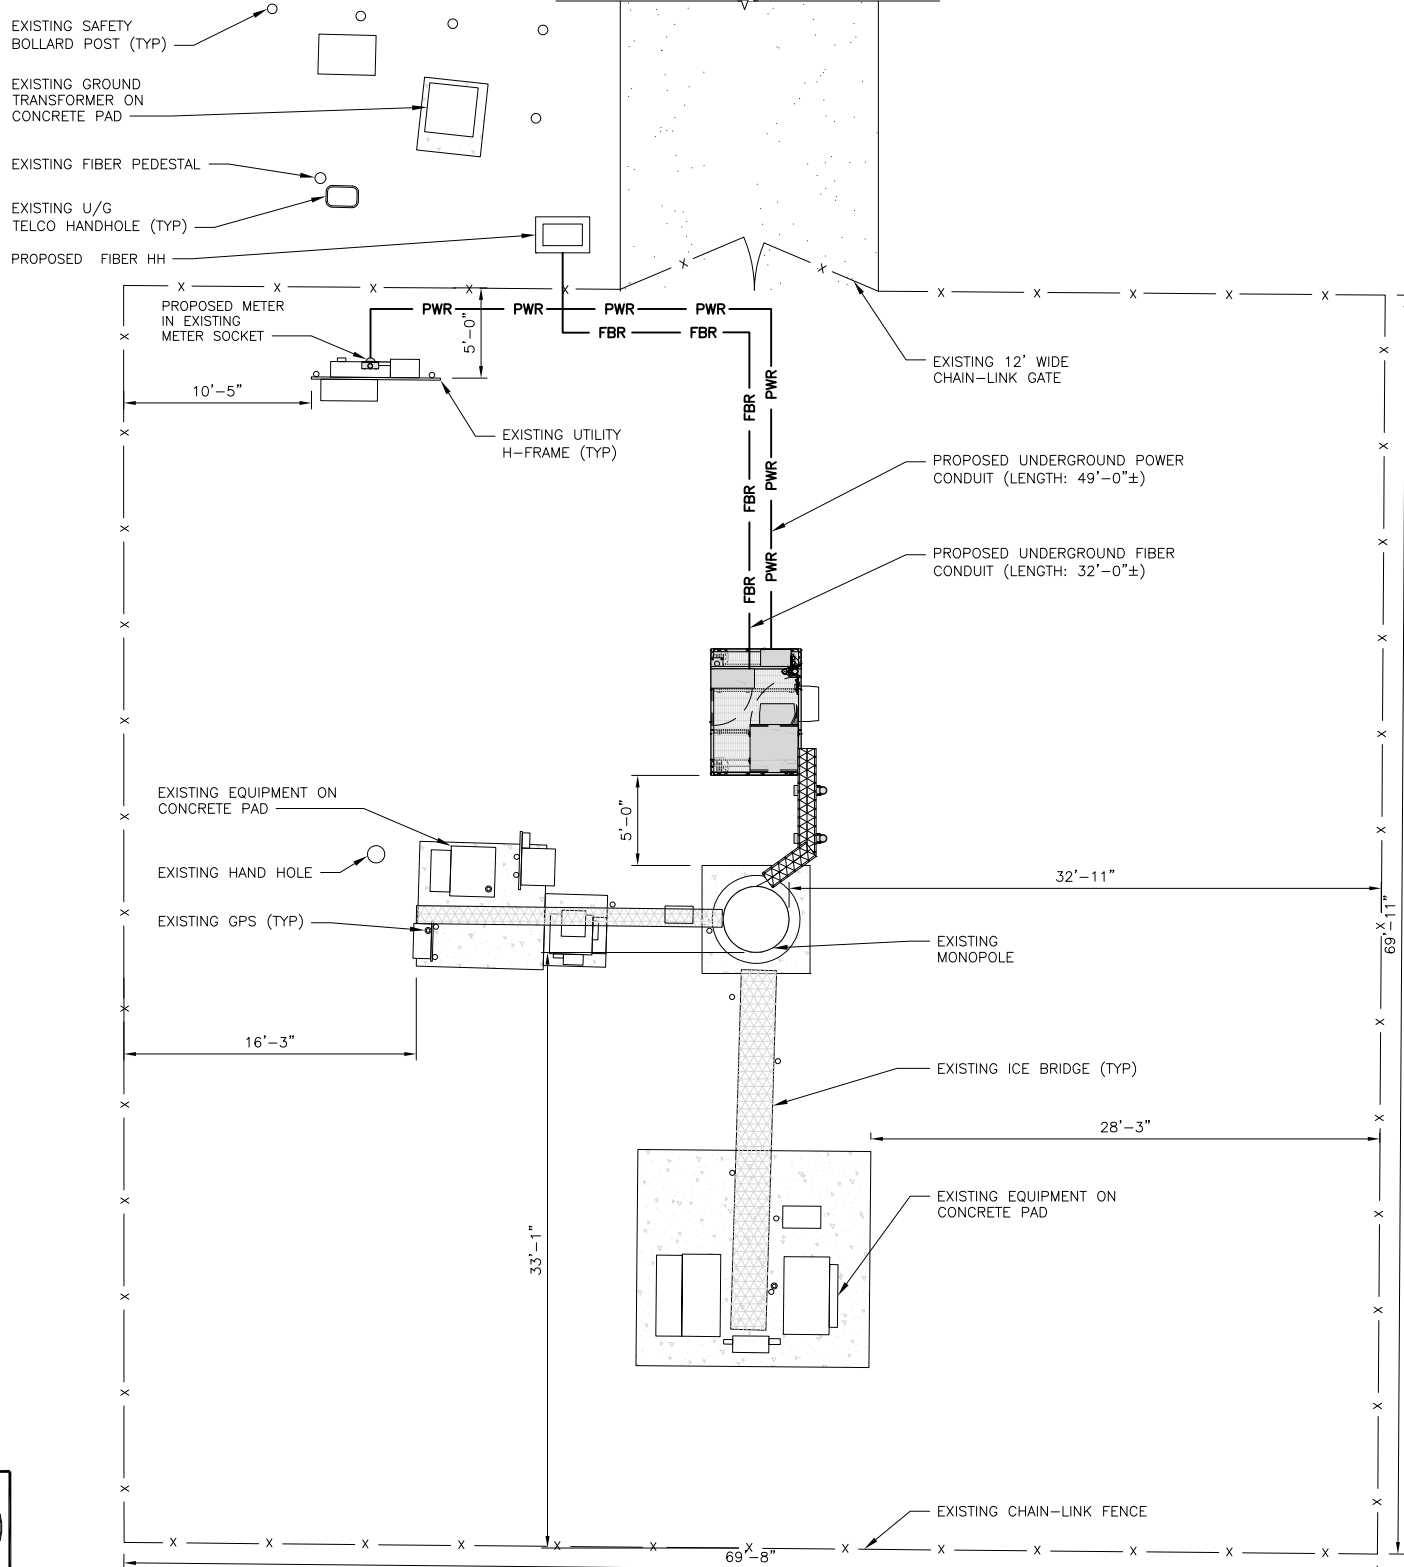 EXISTING SAFETY
BOLLARD POST (TYP)
EXISTING GROUND
TRANSFORMER ON
CONCRETE PAD
EXISTING FIBER PEDESTAL
EXISTING U/G
TELCO HANDHOLE (TYP)
PROPOSED FIBER HH
X X X X X
X X
X X X X X
PROPOSED METER
IN EXISTING
METER SOCKET
PWR PWR PWR PWR
FBR FBR
5'-0"
10'-5"
EXISTING UTILITY
H-FRAME (TYP)
EXISTING 12' WIDE
CHAIN-LINK GATE
PWR
FBR
PWR
FBR
PWR
FBR
PROPOSED UNDERGROUND POWER
CONDUIT (LENGTH: 49'-0"±)
PROPOSED UNDERGROUND FIBER
CONDUIT (LENGTH: 32'-0"±)
X X X X X X X X X X X X X
X X X X X X X X X X X X X
EXISTING EQUIPMENT ON
CONCRETE PAD
5'-0"
EXISTING HAND HOLE
EXISTING GPS (TYP)
32'-11"
69'-11"
EXISTING
MONOPOLE
16'-3"
EXISTING ICE BRIDGE (TYP)
28'-3"
33'-1"
EXISTING EQUIPMENT ON
CONCRETE PAD
EXISTING CHAIN-LINK FENCE
X X X X X X X X X X X X X
69'-8"